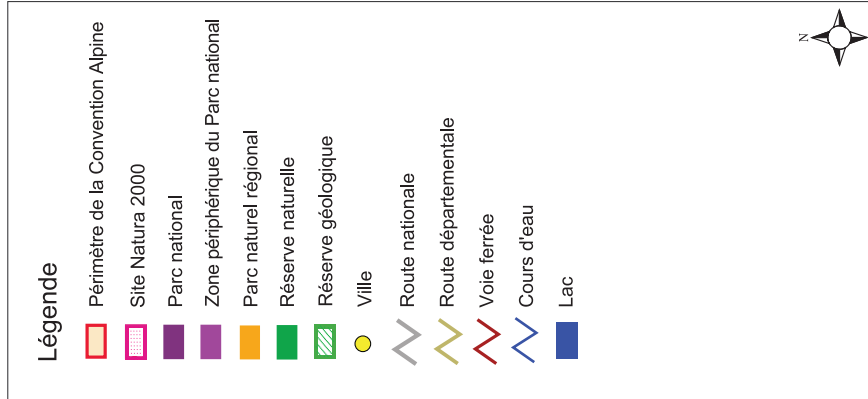 Légende
Périmètre de la Convention Alpine
Site Natura 2000
Parc national
Zone périphérique du Parc national
Parc naturel régional
Réserve naturelle
Réserve géologique
Ville
Route nationale
Route départementale
Voie ferrée
Cours d'eau
Lac
N